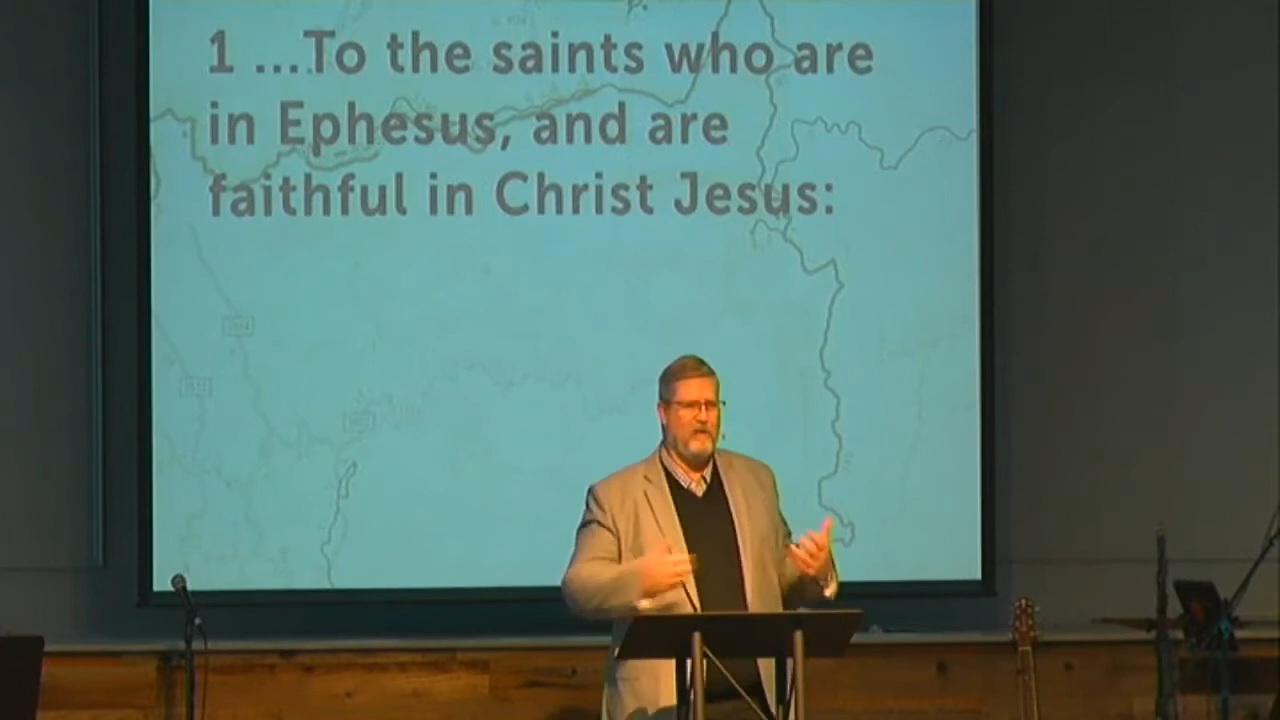 1 ...To the saints who are
in Ephesus, and are
faithful in Christ Jesus: